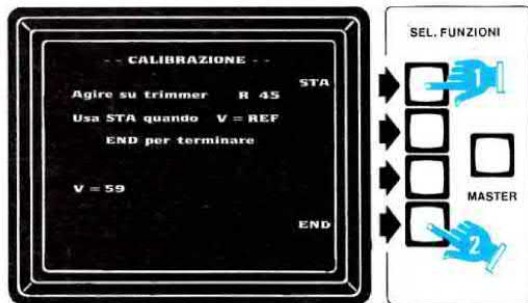 SEL. FUNZIONI
-- CALIBRAZIONE --
STA
Agire su trimmer R 45
Usa STA quando V = REF
END per terminare
V = 59
END
1
MASTER
2